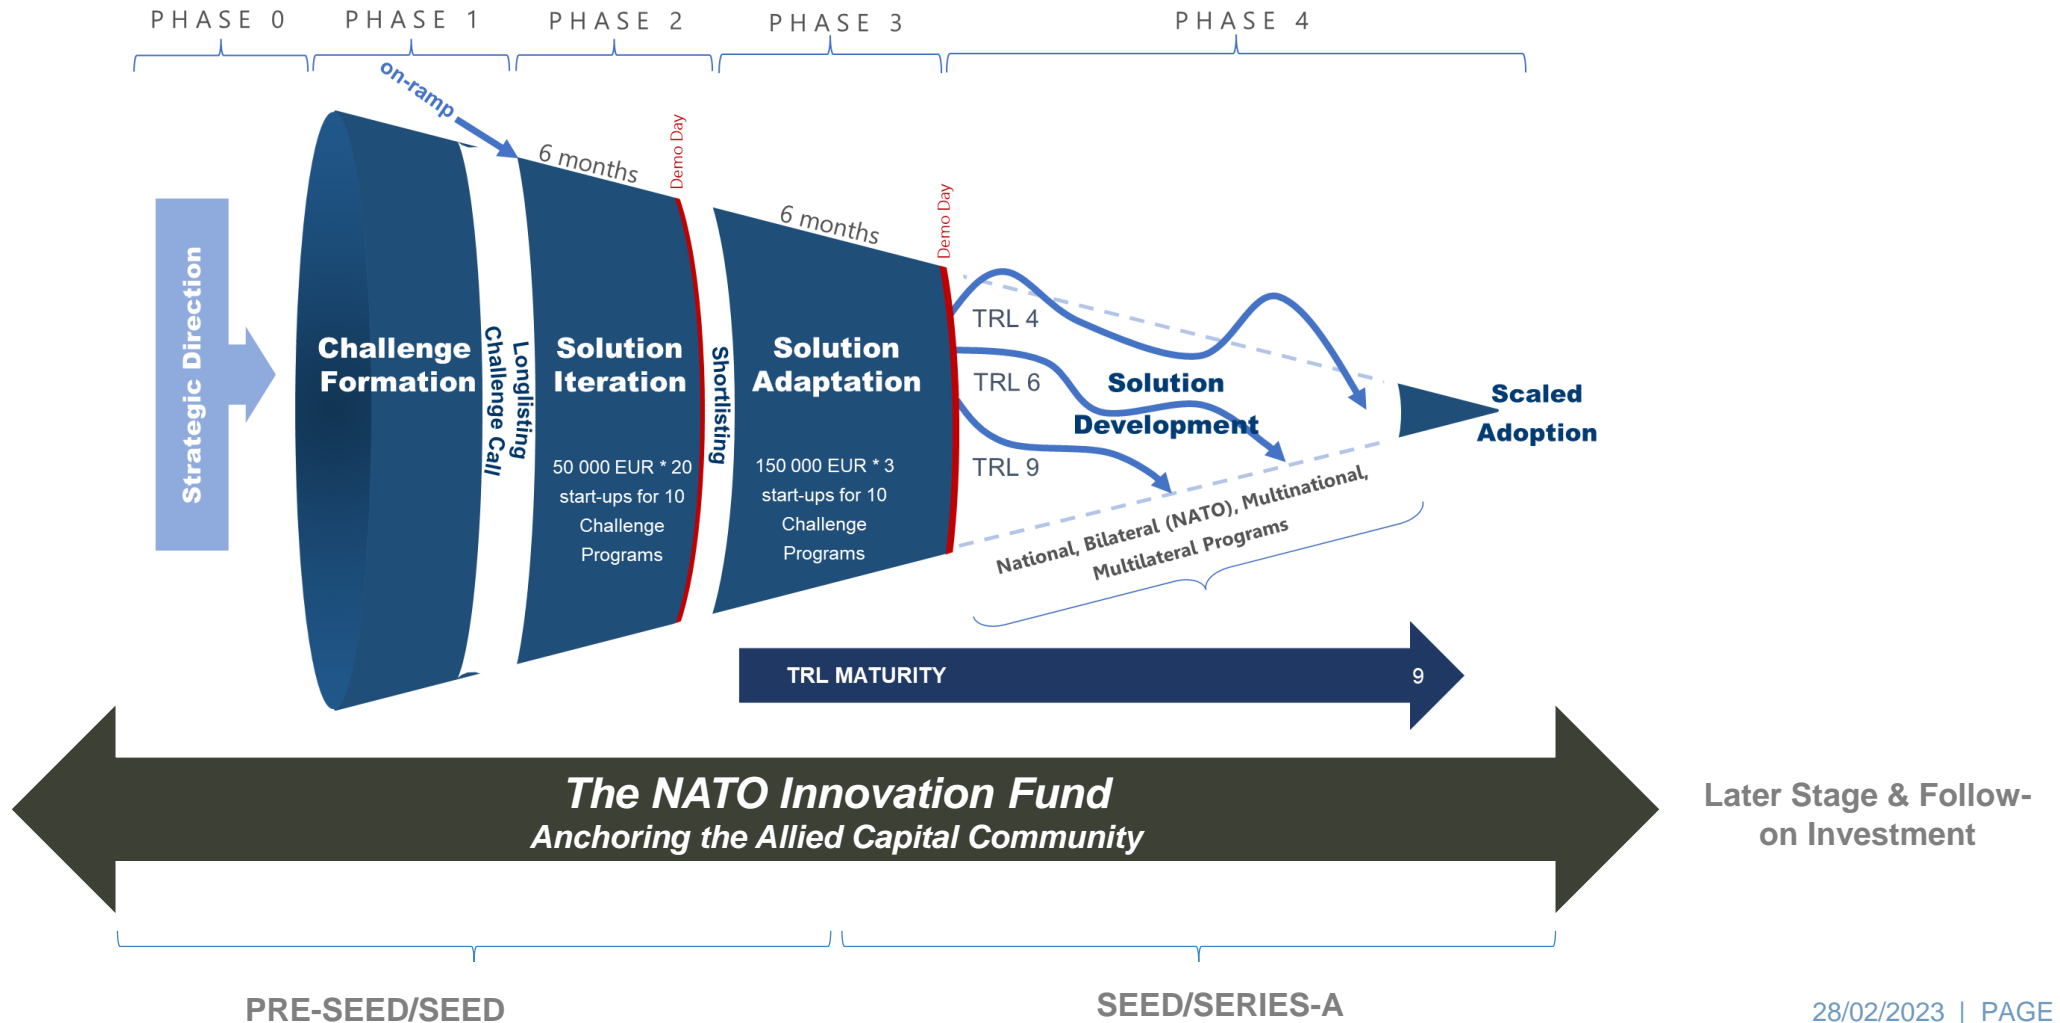 PHASE 0
PHASE 1
PHASE 2
PHASE 3
PHASE 4
on-ramp
6 months
Demo Day
6 months
Demo Day
Strategic Direction
Challenge
Formation
Challenge Call
Longlisting
Solution
Iteration
50 000 EUR * 20
start-ups for 10
Challenge
Programs
Shortlisting
Solution
Adaptation
150 000 EUR * 3
start-ups for 10
Challenge
Programs
TRL 4
TRL 6
TRL 9
Solution
Development
Scaled
Adoption
National, Bilateral (NATO), Multinational,
Multilateral Programs
TRL MATURITY
9
The NATO Innovation Fund
Anchoring the Allied Capital Community
Later Stage & Follow-
on Investment
PRE-SEED/SEED
SEED/SERIES-A
28/02/2023 | PAGE